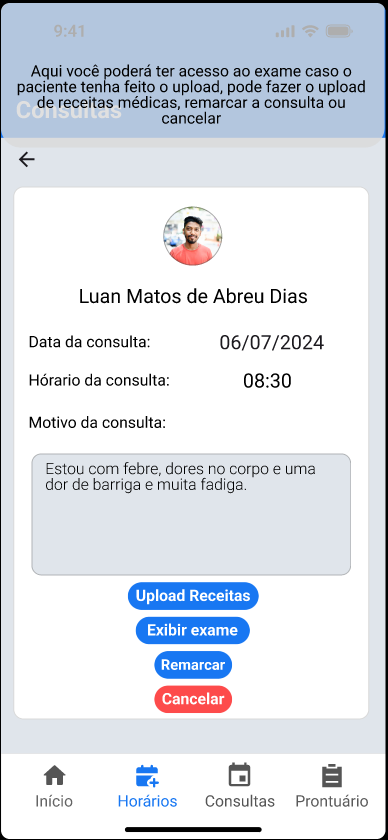 9:41
Aqui você poderá ter acesso ao exame caso o
paciente tenha feito o upload, pode fazer o upload
de receitas médicas, remarcar a consulta ou
cancelar
Consultas
Luan Matos de Abreu Dias
Data da consulta: 06/07/2024
Hórario da consulta: 08:30
Motivo da consulta:
Estou com febre, dores no corpo e uma
dor de barriga e muita fadiga.
Upload Receitas
Exibir exame
Remarcar
Cancelar
Início Horários Consultas Prontuário